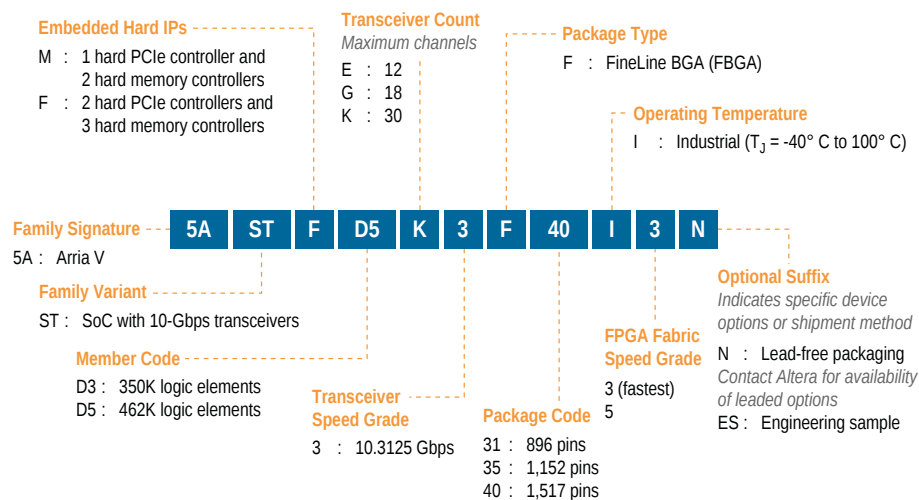 Embedded Hard IPs
M : 1 hard PCIe controller and
2 hard memory controllers
F : 2 hard PCIe controllers and
3 hard memory controllers
Transceiver Count
Maximum channels
E : 12
G : 18
K : 30
Package Type
F : FineLine BGA (FBGA)
Operating Temperature
I : Industrial (TJ = -40° C to 100° C)
5A ST F D5 K 3 F 40 I 3 N
Family Signature
5A : Arria V
Family Variant
ST : SoC with 10-Gbps transceivers
Member Code
D3 : 350K logic elements
D5 : 462K logic elements
Transceiver
Speed Grade
3 : 10.3125 Gbps
Package Code
31 : 896 pins
35 : 1,152 pins
40 : 1,517 pins
FPGA Fabric
Speed Grade
3 (fastest)
5
Optional Suffix
Indicates specific device
options or shipment method
N : Lead-free packaging
Contact Altera for availability
of leaded options
ES : Engineering sample